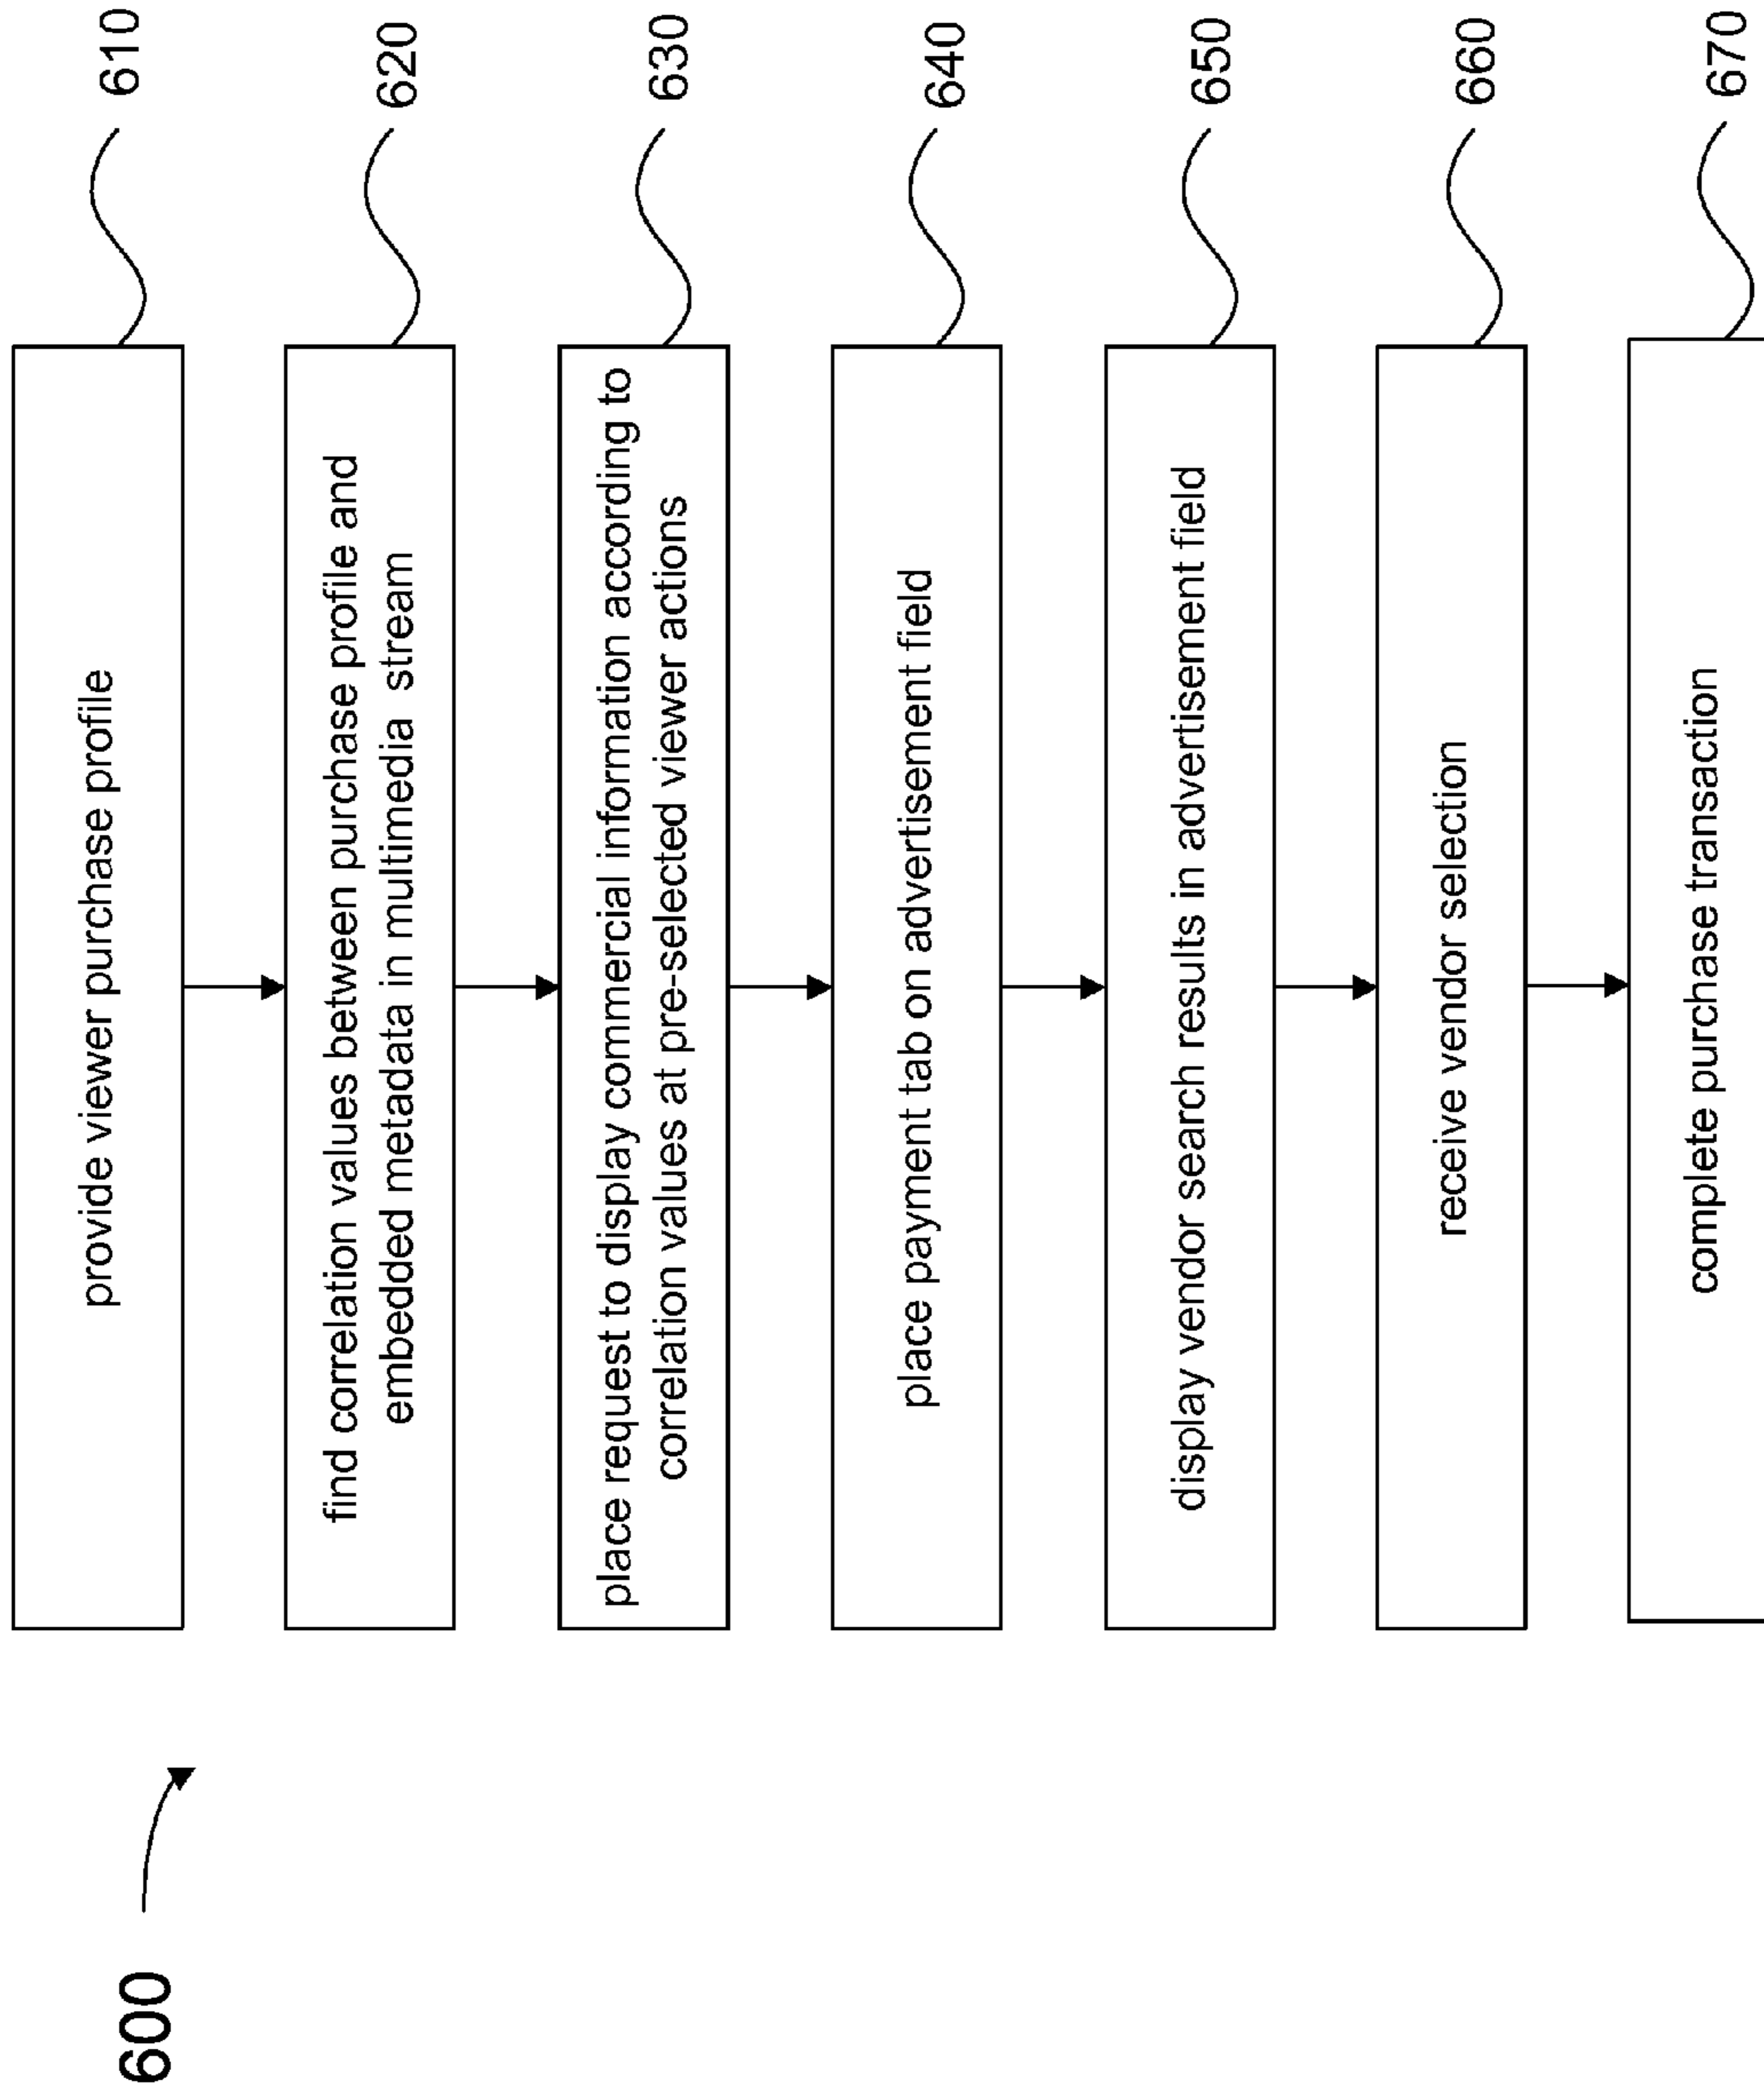 600
provide viewer purchase profile
610
find correlation values between purchase profile and
embedded metadata in multimedia stream
620
place request to display commercial information according to
correlation values at pre-selected viewer actions
630
place payment tab on advertisement field
640
display vendor search results in advertisement field
650
receive vendor selection
660
complete purchase transaction
670